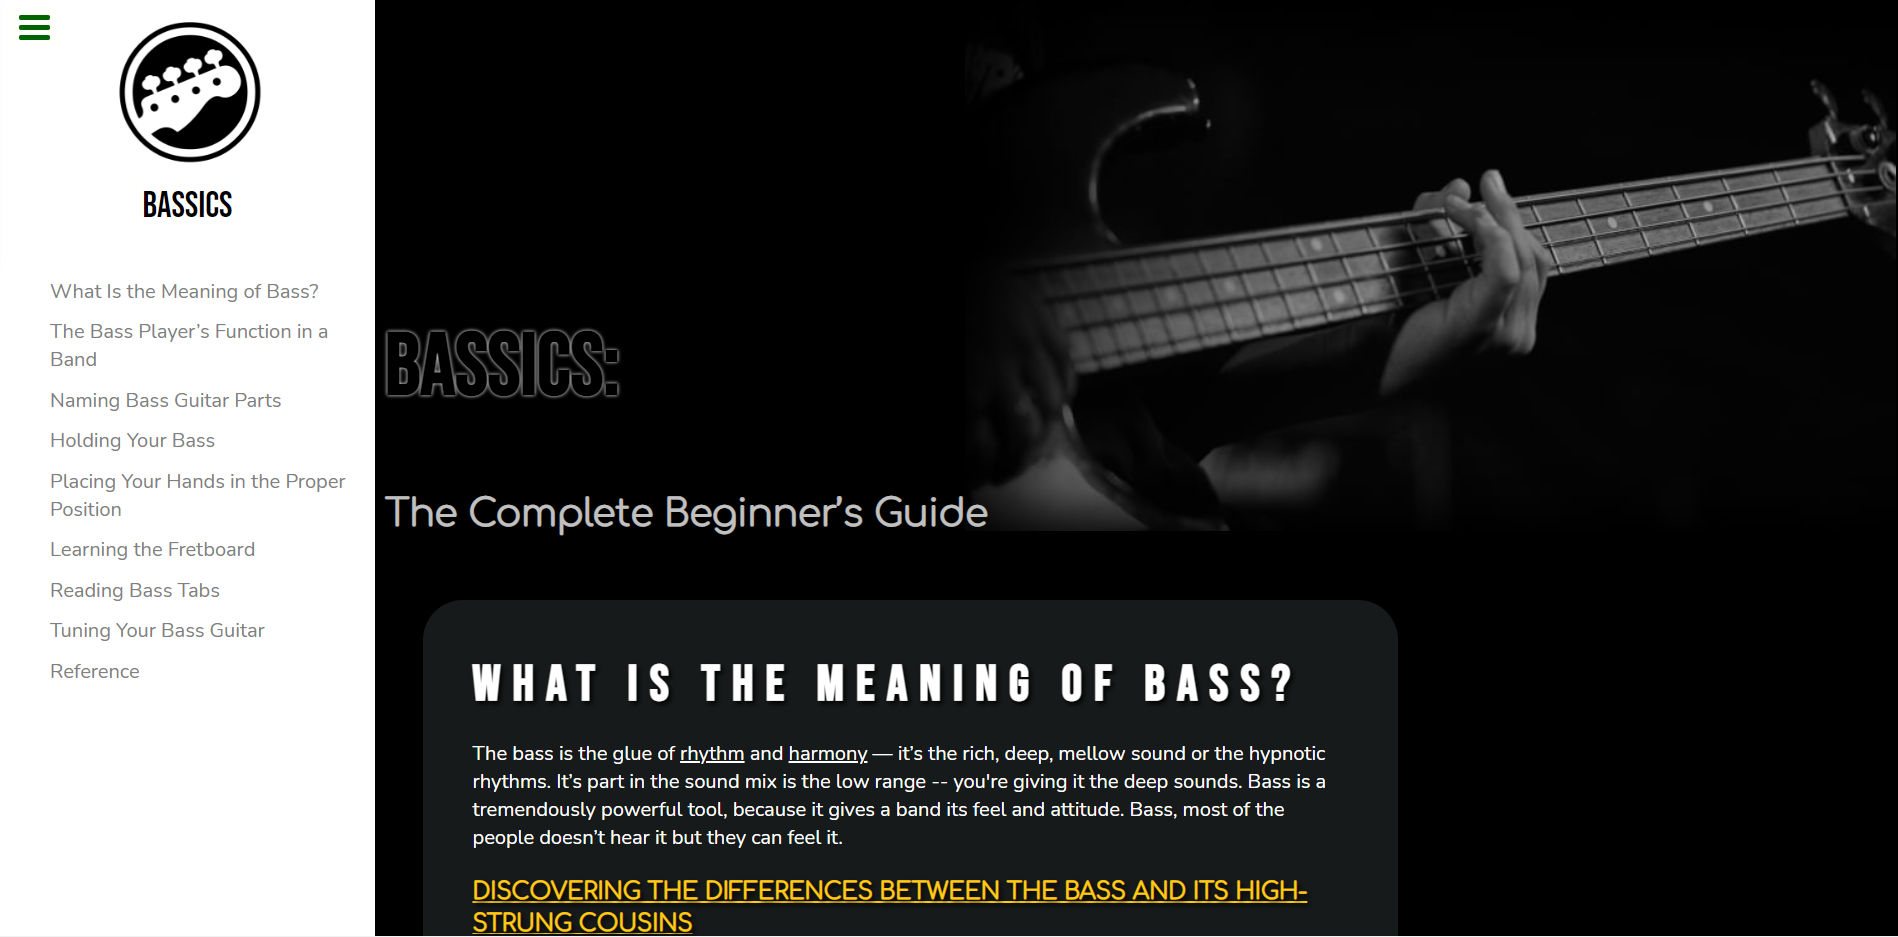 BASSICS
What Is the Meaning of Bass?
The Bass Player’s Function in a
Band
Naming Bass Guitar Parts
Holding Your Bass
Placing Your Hands in the Proper
Position
Learning the Fretboard
Reading Bass Tabs
Tuning Your Bass Guitar
Reference
BASSICS:
The Complete Beginner’s Guide
WHAT IS THE MEANING OF BASS?
The bass is the glue of rhythm and harmony — it’s the rich, deep, mellow sound or the hypnotic
rhythms. It’s part in the sound mix is the low range -- you're giving it the deep sounds. Bass is a
tremendously powerful tool, because it gives a band its feel and attitude. Bass, most of the
people doesn’t hear it but they can feel it.
DISCOVERING THE DIFFERENCES BETWEEN THE BASS AND ITS HIGH-
STRUNG COUSINS